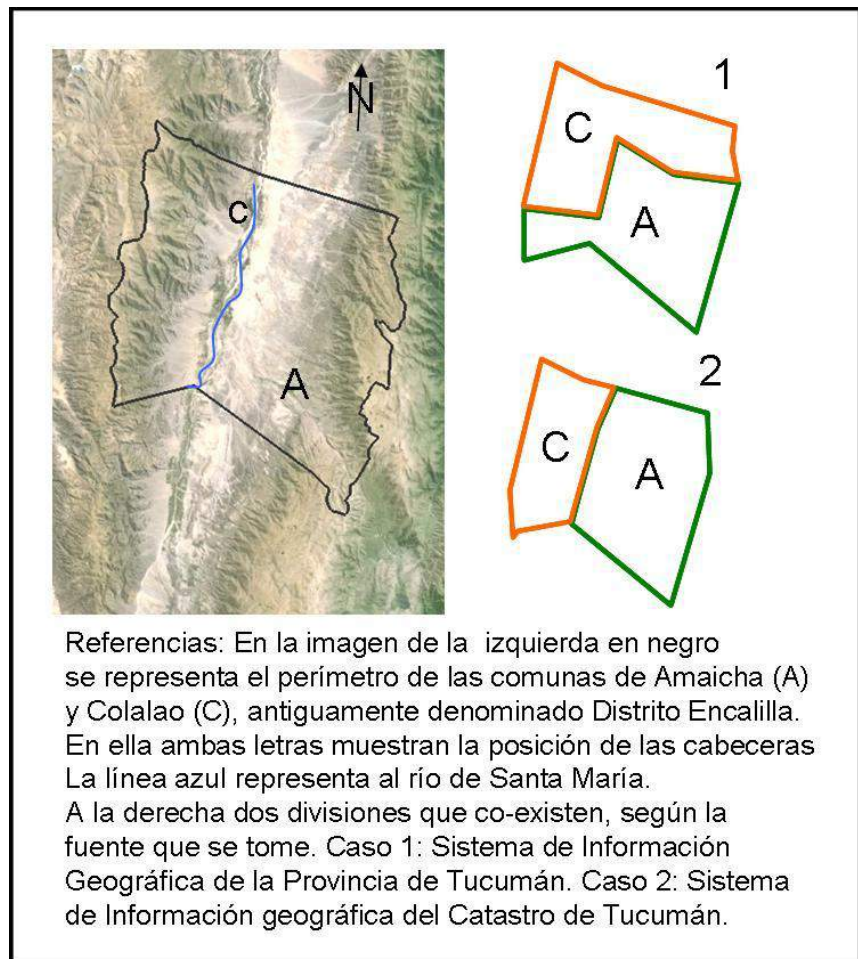 N
C
A
1
C
A
2
C
A
Referencias: En la imagen de la izquierda en negro
se representa el perímetro de las comunas de Amaicha (A)
y Colalao (C), antiguamente denominado Distrito Encalilla.
En ella ambas letras muestran la posición de las cabeceras
La línea azul representa al río de Santa María.
A la derecha dos divisiones que co-existen, según la
fuente que se tome. Caso 1: Sistema de Información
Geográfica de la Provincia de Tucumán. Caso 2: Sistema
de Información geográfica del Catastro de Tucumán.